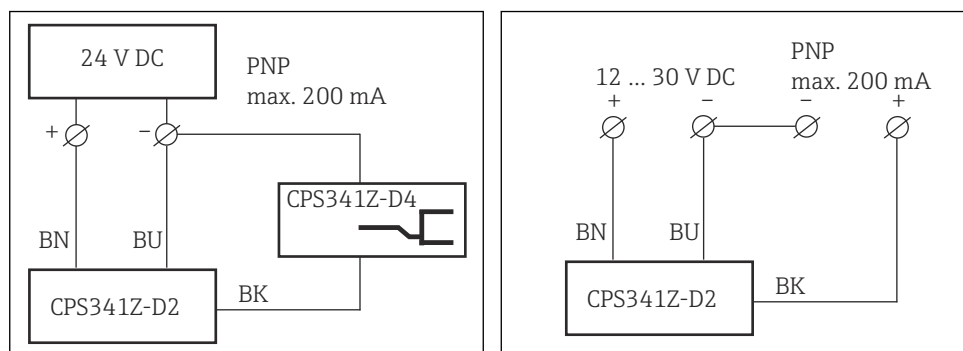 24 V DC
PNP
max. 200 mA
+
–
CPS341Z-D4
BN
BU
CPS341Z-D2
BK
12 ... 30 V DC
PNP
max. 200 mA
+
–
–
+
BN
BU
CPS341Z-D2
BK